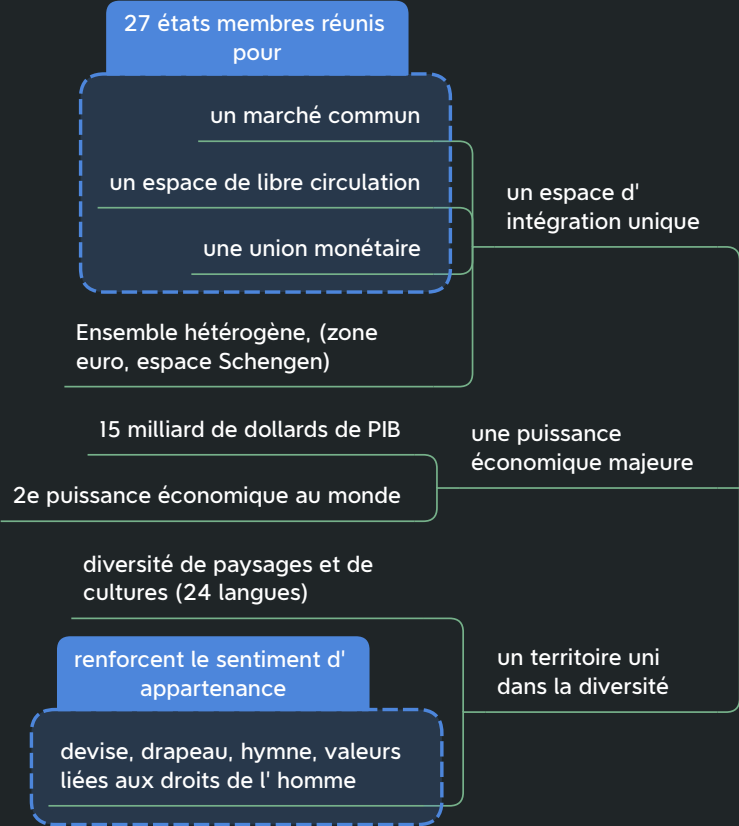 27 états membres réunis
pour
un marché commun
un espace de libre circulation
une union monétaire
Ensemble hétérogène, (zone
euro, espace Schengen)
un espace d'
intégration unique
15 milliard de dollards de PIB
2e puissance économique au monde
une puissance
économique majeure
diversité de paysages et de
cultures (24 langues)
renforcent le sentiment d'
appartenance
devise, drapeau, hymne, valeurs
liées aux droits de l' homme
un territoire uni
dans la diversité